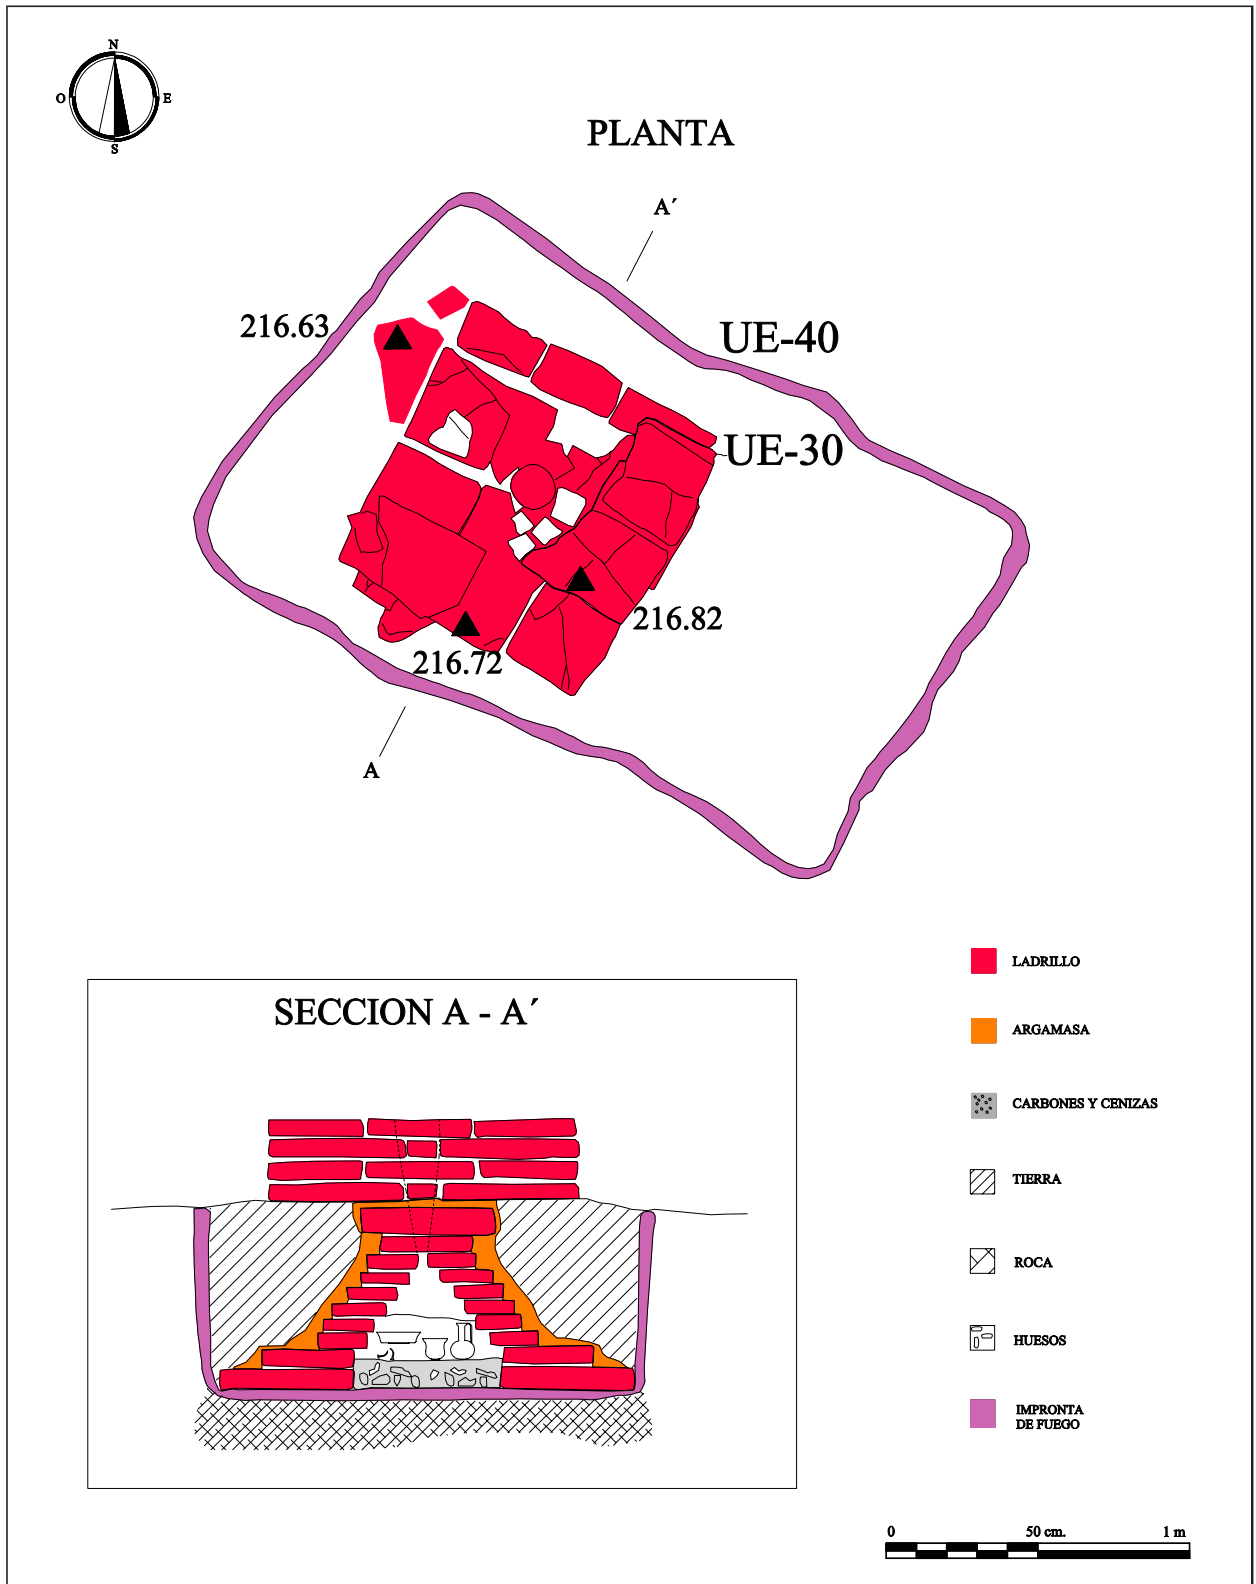 N
O E
S
PLANTA
A´
216.63
UE-40
UE-30
216.82
216.72
A
SECCION A - A´
LADRILLO
ARGAMASA
CARBONES Y CENIZAS
TIERRA
ROCA
HUESOS
IMPRONTA
DE FUEGO
0 50 cm. 1 m